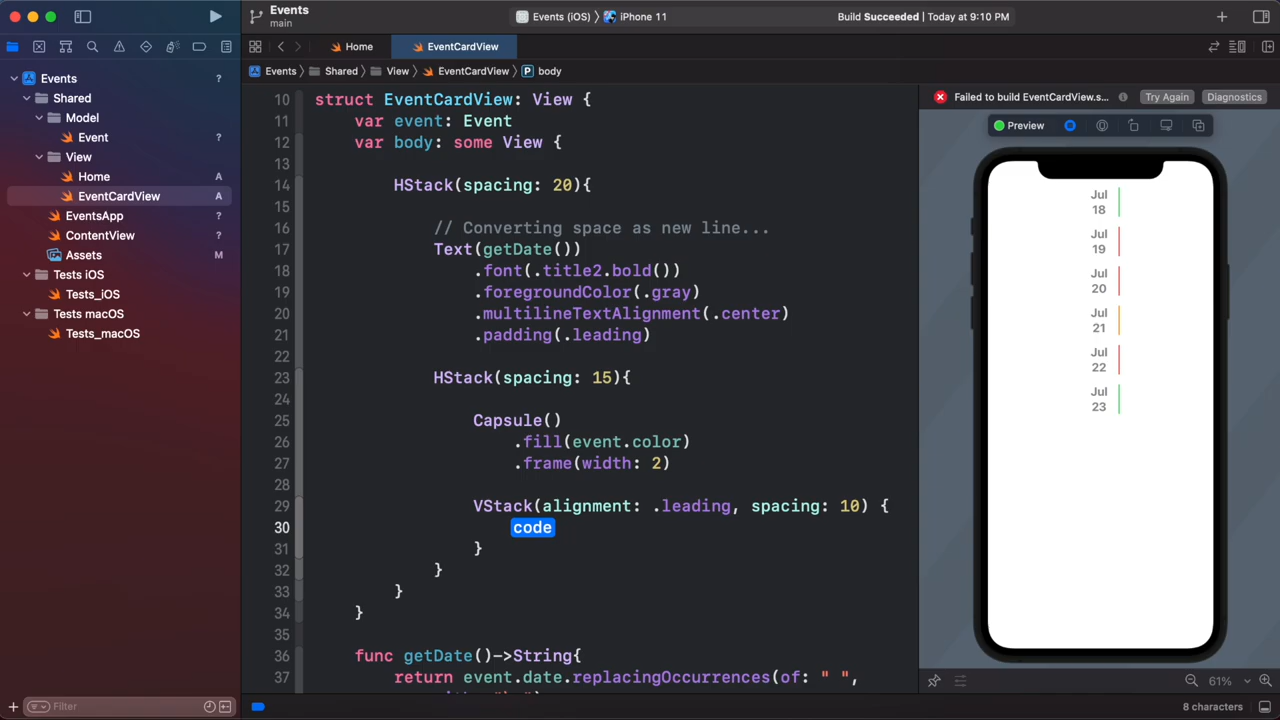 Events
main
Events (iOS) 〉 iPhone 11
Build Succeeded | Today at 9:10 PM
Home
EventCardView
Events 〉 Shared 〉 View 〉 EventCardView 〉 P body
Events ?
Shared
Model
Event ?
View
Home A
EventCardView A
EventsApp ?
ContentView ?
Assets M
Tests iOS
Tests_iOS
Tests macOS
Tests_macOS
Filter
10 struct EventCardView: View {
11 var event: Event
12 var body: some View {
13
14 HStack(spacing: 20){
15
16 // Converting space as new line...
17 Text(getDate())
18 .font(.title2.bold())
19 .foregroundColor(.gray)
20 .multilineTextAlignment(.center)
21 .padding(.leading)
22
23 HStack(spacing: 15){
24
25 Capsule()
26 .fill(event.color)
27 .frame(width: 2)
28
29 VStack(alignment: .leading, spacing: 10) {
30 code
31 }
32 }
33 }
34 }
35
36 func getDate()->String{
37 return event.date.replacingOccurrences(of: " ",
Failed to build EventCardView.s...
Try Again
Diagnostics
Preview
Jul
18
Jul
19
Jul
20
Jul
21
Jul
22
Jul
23
61%
8 characters